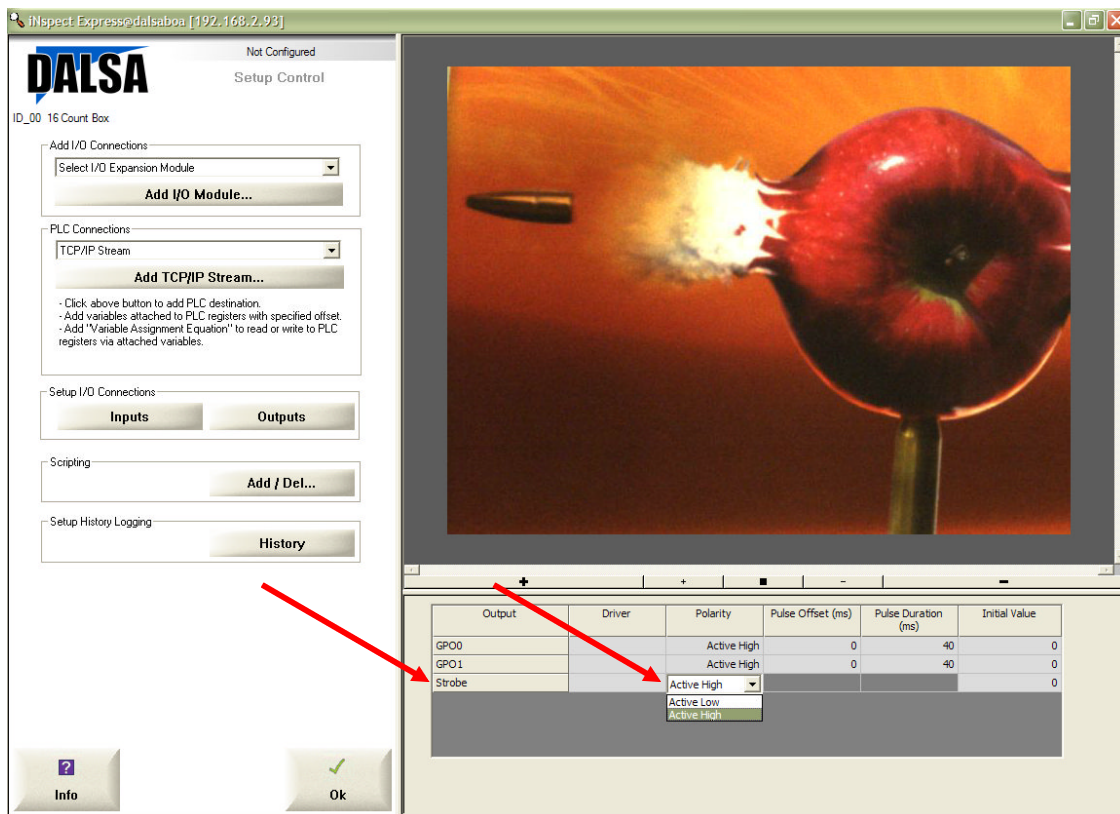 iNspect Express@dalsaboa [192.168.2.93]
DALSA
Not Configured
Setup Control
ID_00 16 Count Box
Add I/O Connections
Select I/O Expansion Module
Add I/O Module...
PLC Connections
TCP/IP Stream
Add TCP/IP Stream...
- Click above button to add PLC destination.
- Add variables attached to PLC registers with specified offset.
- Add "Variable Assignment Equation" to read or write to PLC
registers via attached variables.
Setup I/O Connections
Inputs Outputs
Scripting
Add / Del...
Setup History Logging
History
Info
Ok
Output Driver Polarity Pulse Offset (ms) Pulse Duration (ms) Initial Value
GPO0 Active High 0 40 0
GPO1 Active High 0 40 0
Strobe Active High 0
Active Low
Active High